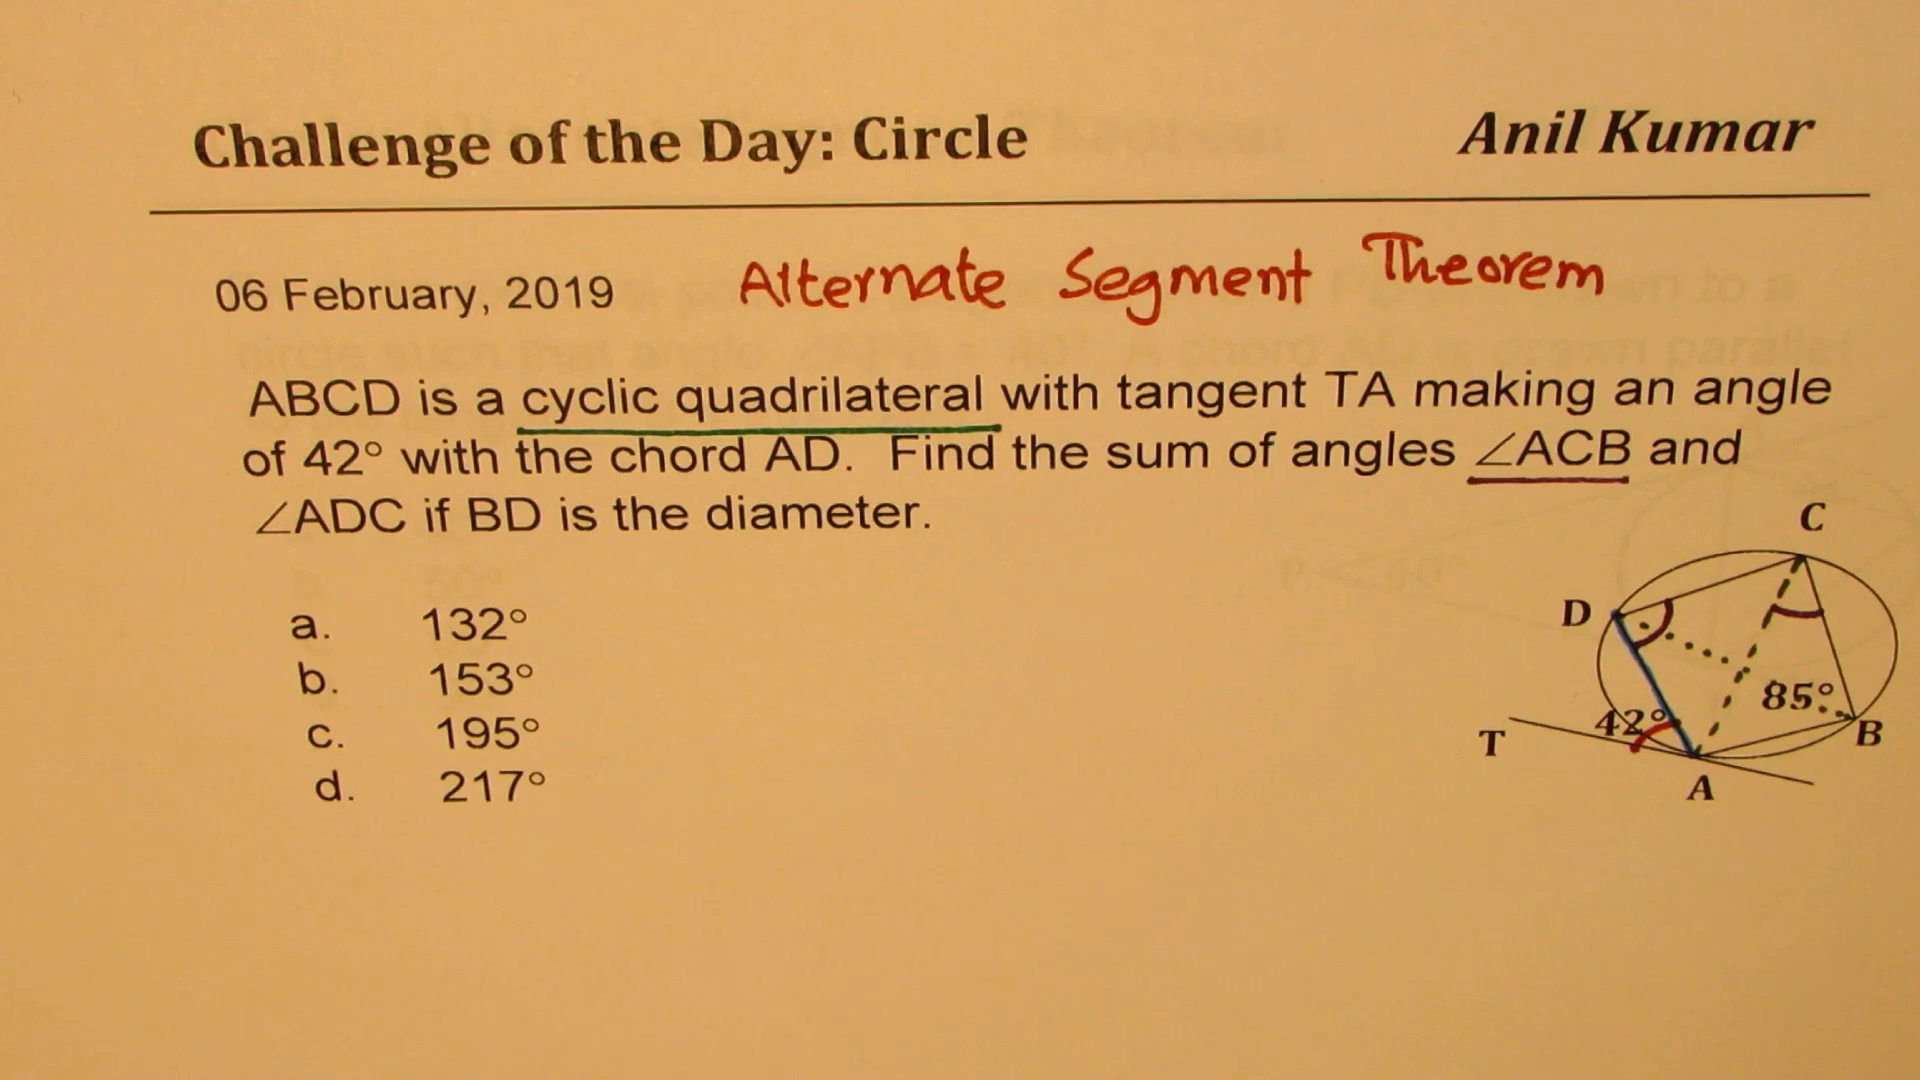 Challenge of the Day: Circle
Anil Kumar
06 February, 2019
Alternate Segment Theorem
ABCD is a cyclic quadrilateral with tangent TA making an angle
of 42° with the chord AD. Find the sum of angles ∠ACB and
∠ADC if BD is the diameter.
a. 132°
b. 153°
c. 195°
d. 217°
C
D
85°
42°
T
B
A